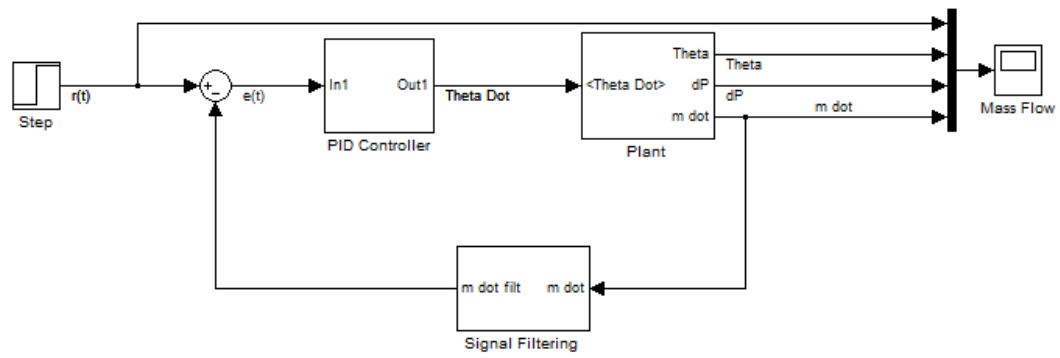 r(t)
Step
+
−
e(t)
In1
Out1
PID Controller
Theta Dot
<Theta Dot>
Theta
dP
m dot
Plant
Theta
dP
m dot
Mass Flow
m dot filt
m dot
Signal Filtering